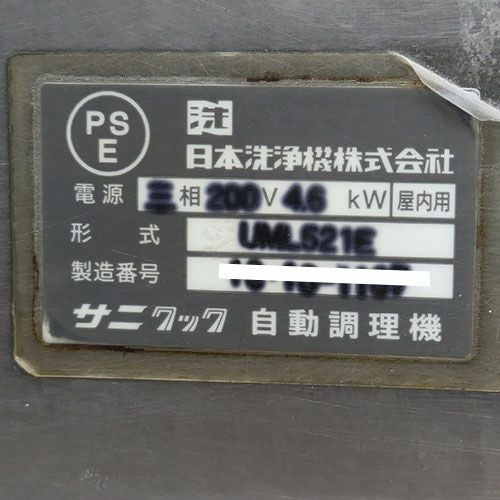 PS
E
日本洗浄機株式会社
電源 三相 200V 4.6 kW 屋内用
形式 UML521E
製造番号
サニクック 自動調理機